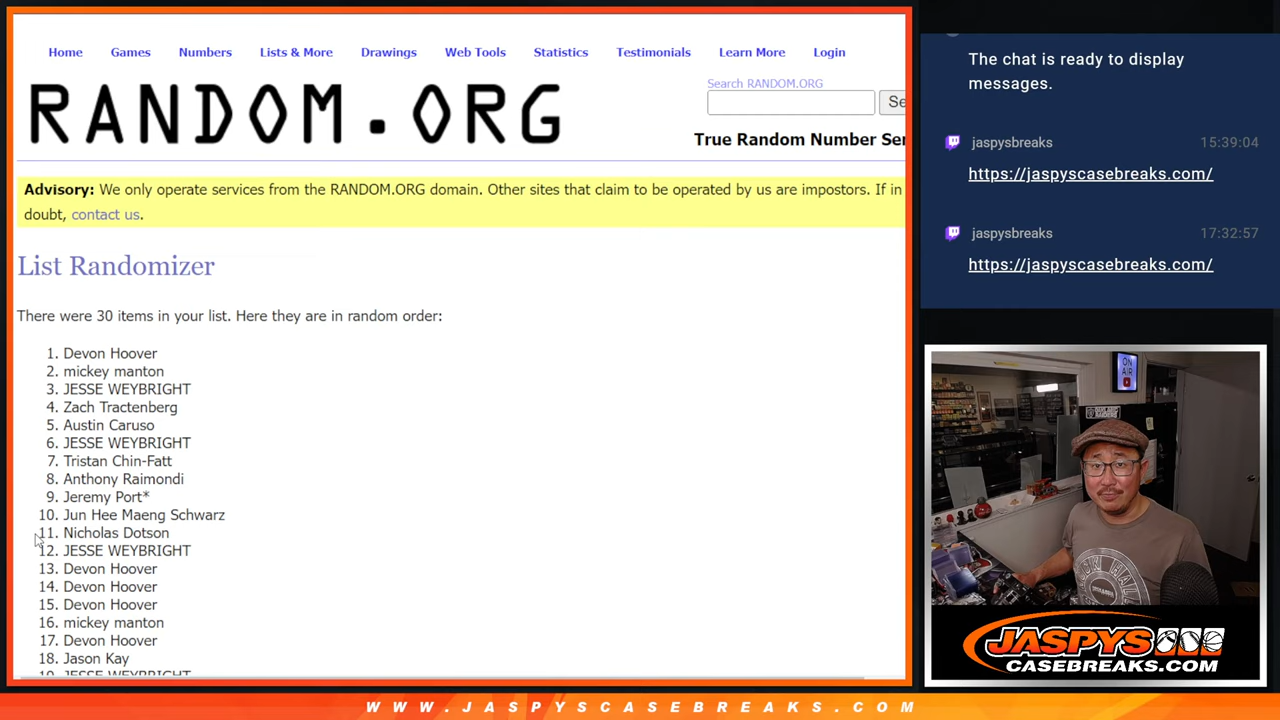 Home Games Numbers Lists & More Drawings Web Tools Statistics Testimonials Learn More Login
RANDOM.ORG
Search RANDOM.ORG
Se
True Random Number Ser
Advisory: We only operate services from the RANDOM.ORG domain. Other sites that claim to be operated by us are impostors. If in
doubt, contact us.
List Randomizer
There were 30 items in your list. Here they are in random order:
1. Devon Hoover
2. mickey manton
3. JESSE WEYBRIGHT
4. Zach Tractenberg
5. Austin Caruso
6. JESSE WEYBRIGHT
7. Tristan Chin-Fatt
8. Anthony Raimondi
9. Jeremy Port*
10. Jun Hee Maeng Schwarz
11. Nicholas Dotson
12. JESSE WEYBRIGHT
13. Devon Hoover
14. Devon Hoover
15. Devon Hoover
16. mickey manton
17. Devon Hoover
18. Jason Kay
19. JESSE WEYBRIGHT
The chat is ready to display
messages.
jaspysbreaks 15:39:04
https://jaspyscasebreaks.com/
jaspysbreaks 17:32:57
https://jaspyscasebreaks.com/
ON
AIR
JASPYS
CASEBREAKS.COM
WWW.JASPYSCASEBREAKS.COM